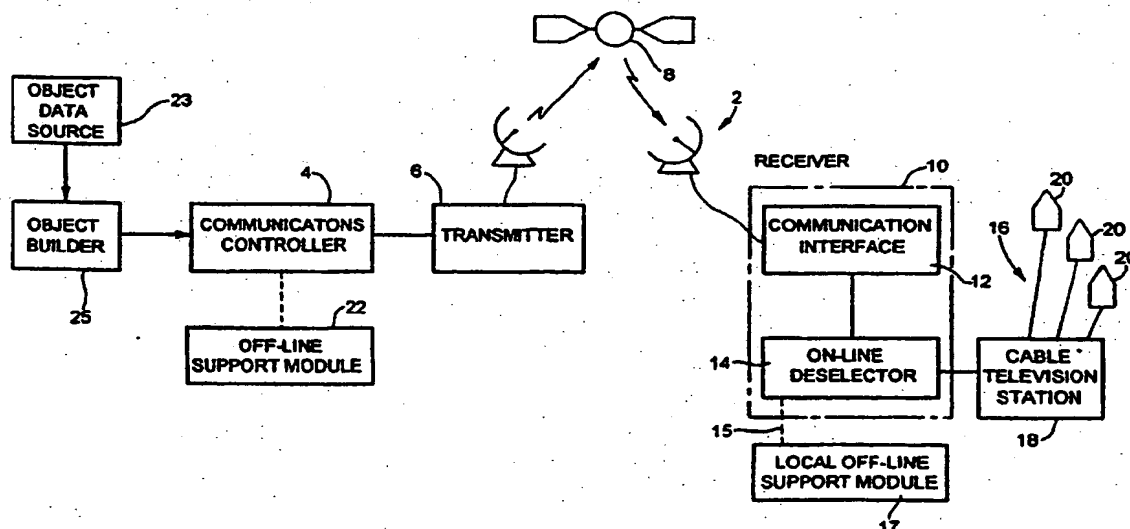 8
OBJECT
DATA
SOURCE
23
2
RECEIVER
10
4
6
OBJECT
BUILDER
COMMUNICATONS
CONTROLLER
TRANSMITTER
COMMUNICATION
INTERFACE
12
20
20
20
16
25
22
OFF-LINE
SUPPORT MODULE
14
ON-LINE
DESELECTOR
CABLE
TELEVISION
STATION
15
18
LOCAL OFF-LINE
SUPPORT MODULE
17